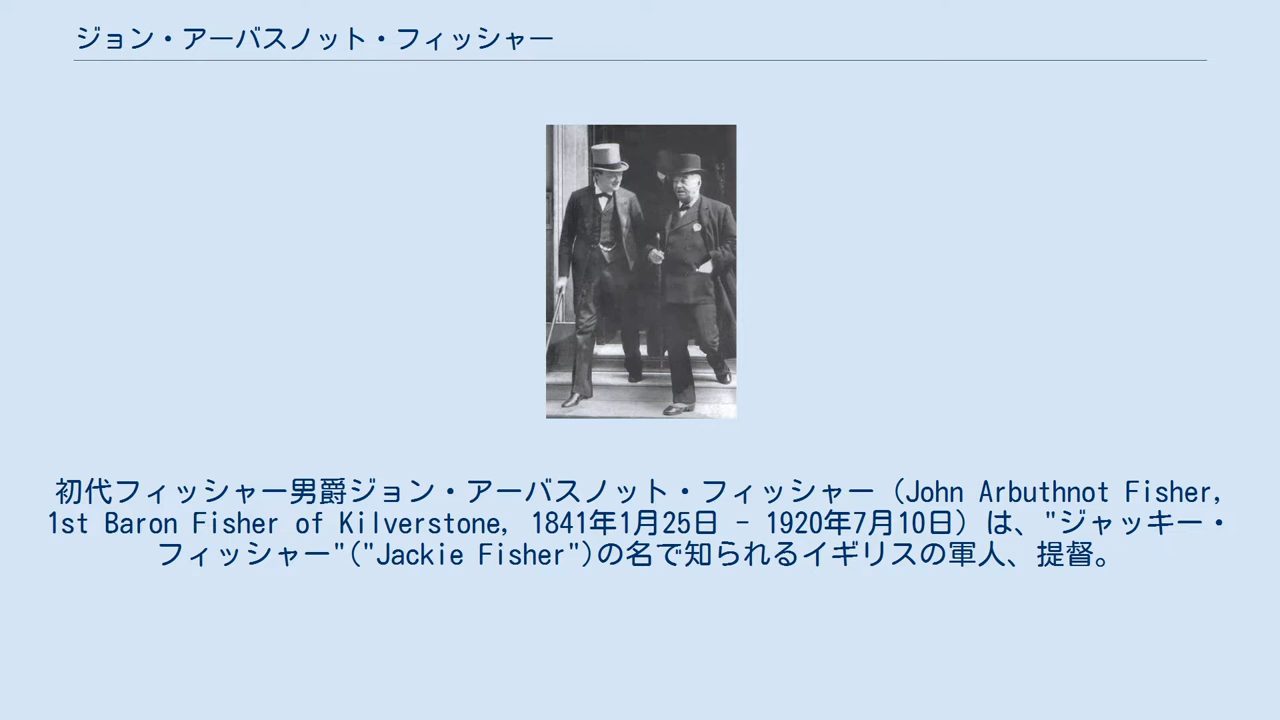 ジョン・アーバスノット・フィッシャー
初代フィッシャー男爵ジョン・アーバスノット・フィッシャー（John Arbuthnot Fisher,
1st Baron Fisher of Kilverstone, 1841年1月25日 - 1920年7月10日）は、"ジャッキー・
フィッシャー"("Jackie Fisher")の名で知られるイギリスの軍人、提督。